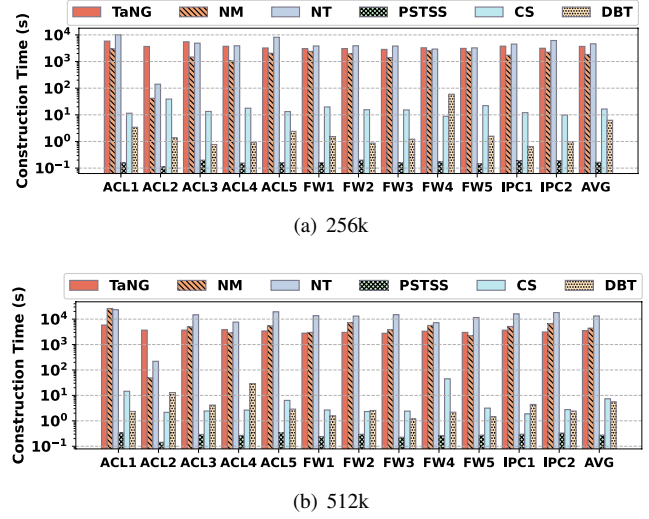 TaNG NM NT PSTSS CS DBT
Construction Time (s)
10^4
10^3
10^2
10^1
10^0
10^-1
ACL1 ACL2 ACL3 ACL4 ACL5 FW1 FW2 FW3 FW4 FW5 IPC1 IPC2 AVG
(a) 256k
TaNG NM NT PSTSS CS DBT
Construction Time (s)
10^4
10^3
10^2
10^1
10^0
10^-1
ACL1 ACL2 ACL3 ACL4 ACL5 FW1 FW2 FW3 FW4 FW5 IPC1 IPC2 AVG
(b) 512k